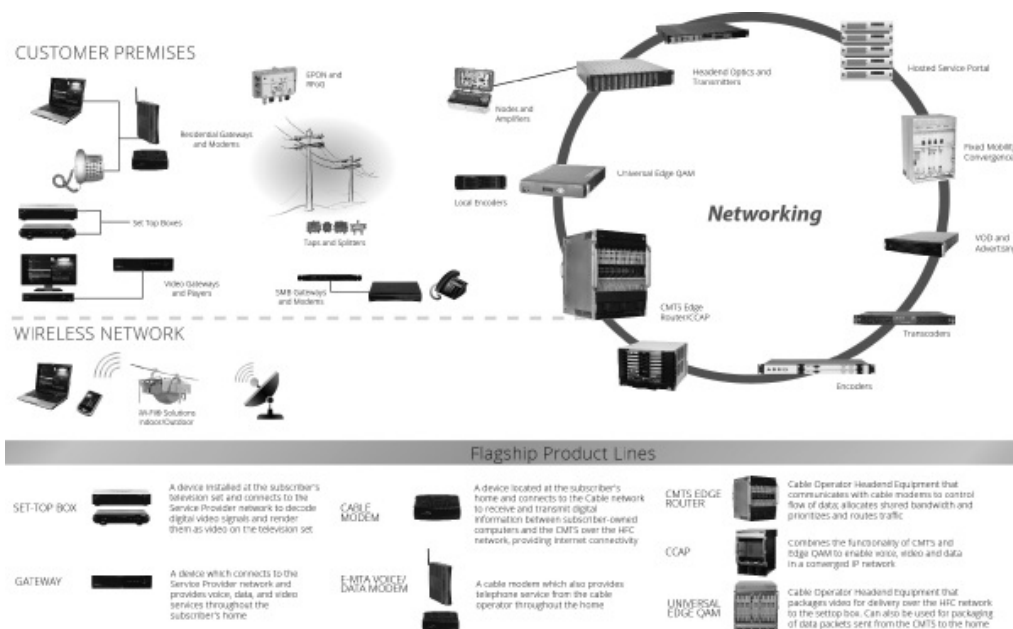 CUSTOMER PREMISES
EPON and
RFoG
Residential Gateways
and Modems
Set Top Boxes
Taps and Splitters
Video Gateways
and Players
SMB Gateways
and Modems
Nodes and
Amplifiers
Local Encoders
Headend Optics and
Transmitters
Hosted Service Portal
Fixed Mobility
Convergence
Universal Edge QAM
Networking
VOD and
Advertising
CMTS Edge
Router/CCAP
Transcoders
Encoders
WIRELESS NETWORK
Wi-Fi® Solutions
Indoor/Outdoor
Flagship Product Lines
SET-TOP BOX
A device installed at the subscriber's
television set and connects to the
Service Provider network to decode
digital video signals and render
them as video on the television set
GATEWAY
A device which connects to the
Service Provider network and
provides voice, data, and video
services throughout the
subscriber's home
CABLE
MODEM
A device located at the subscriber's
home and connects to the Cable network
to receive and transmit digital
information between subscriber-owned
computers and the CMTS over the HFC
network, providing Internet connectivity
E-MTA VOICE/
DATA MODEM
A cable modem which also provides
telephone service from the cable
operator throughout the home
CMTS EDGE
ROUTER
Cable Operator Headend Equipment that
communicates with cable modems to control
flow of data; allocates shared bandwidth and
prioritizes and routes traffic
CCAP
Combines the functionality of CMTS and
Edge QAM to enable voice, video and data
in a converged IP network
UNIVERSAL
EDGE QAM
Cable Operator Headend Equipment that
packages video for delivery over the HFC network
to the settop box. Can also be used for packaging
of data packets sent from the CMTS to the home